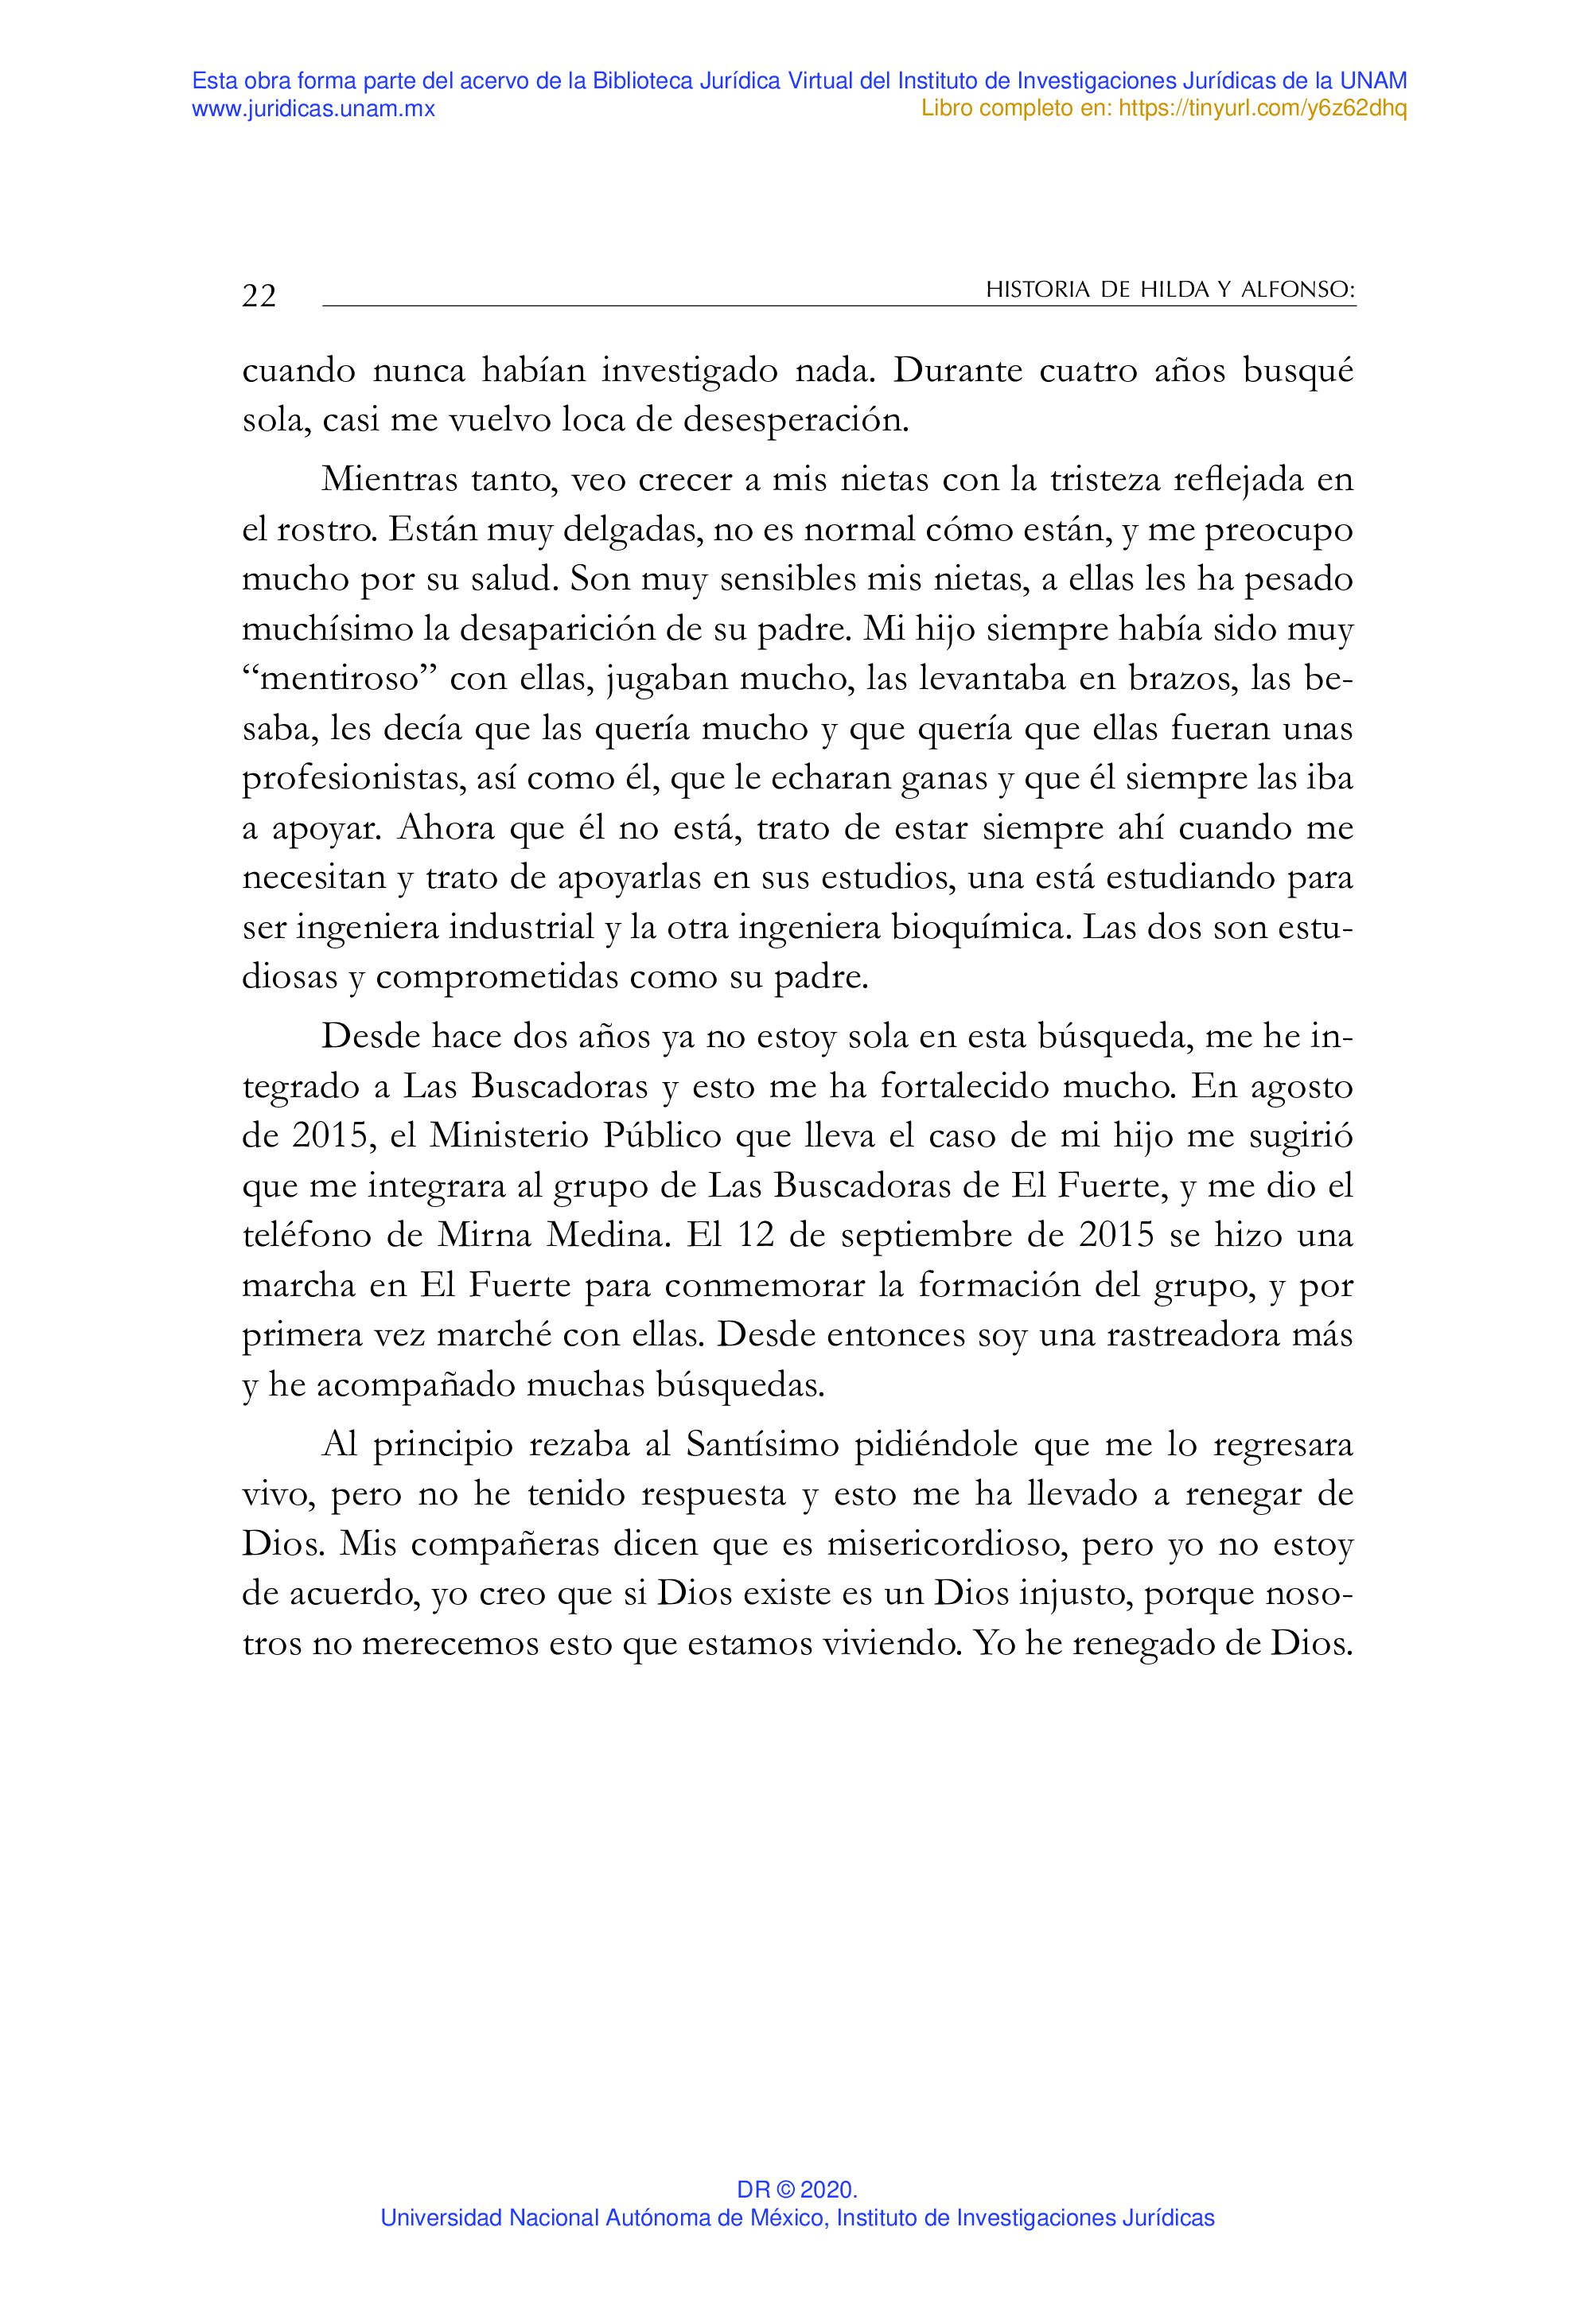 Esta obra forma parte del acervo de la Biblioteca Jurídica Virtual del Instituto de Investigaciones Jurídicas de la UNAM
www.juridicas.unam.mx
Libro completo en: https://tinyurl.com/y6z62dhq
22
HISTORIA DE HILDA Y ALFONSO:
cuando nunca habían investigado nada. Durante cuatro años busqué
sola, casi me vuelvo loca de desesperación.
Mientras tanto, veo crecer a mis nietas con la tristeza reflejada en
el rostro. Están muy delgadas, no es normal cómo están, y me preocupo
mucho por su salud. Son muy sensibles mis nietas, a ellas les ha pesado
muchísimo la desaparición de su padre. Mi hijo siempre había sido muy
“mentiroso” con ellas, jugaban mucho, las levantaba en brazos, las be-
saba, les decía que las quería mucho y que quería que ellas fueran unas
profesionistas, así como él, que le echaran ganas y que él siempre las iba
a apoyar. Ahora que él no está, trato de estar siempre ahí cuando me
necesitan y trato de apoyarlas en sus estudios, una está estudiando para
ser ingeniera industrial y la otra ingeniera bioquímica. Las dos son estu-
diosas y comprometidas como su padre.
Desde hace dos años ya no estoy sola en esta búsqueda, me he in-
tegrado a Las Buscadoras y esto me ha fortalecido mucho. En agosto
de 2015, el Ministerio Público que lleva el caso de mi hijo me sugirió
que me integrara al grupo de Las Buscadoras de El Fuerte, y me dio el
teléfono de Mirna Medina. El 12 de septiembre de 2015 se hizo una
marcha en El Fuerte para conmemorar la formación del grupo, y por
primera vez marché con ellas. Desde entonces soy una rastreadora más
y he acompañado muchas búsquedas.
Al principio rezaba al Santísimo pidiéndole que me lo regresara
vivo, pero no he tenido respuesta y esto me ha llevado a renegar de
Dios. Mis compañeras dicen que es misericordioso, pero yo no estoy
de acuerdo, yo creo que si Dios existe es un Dios injusto, porque noso-
tros no merecemos esto que estamos viviendo. Yo he renegado de Dios.
DR © 2020.
Universidad Nacional Autónoma de México, Instituto de Investigaciones Jurídicas